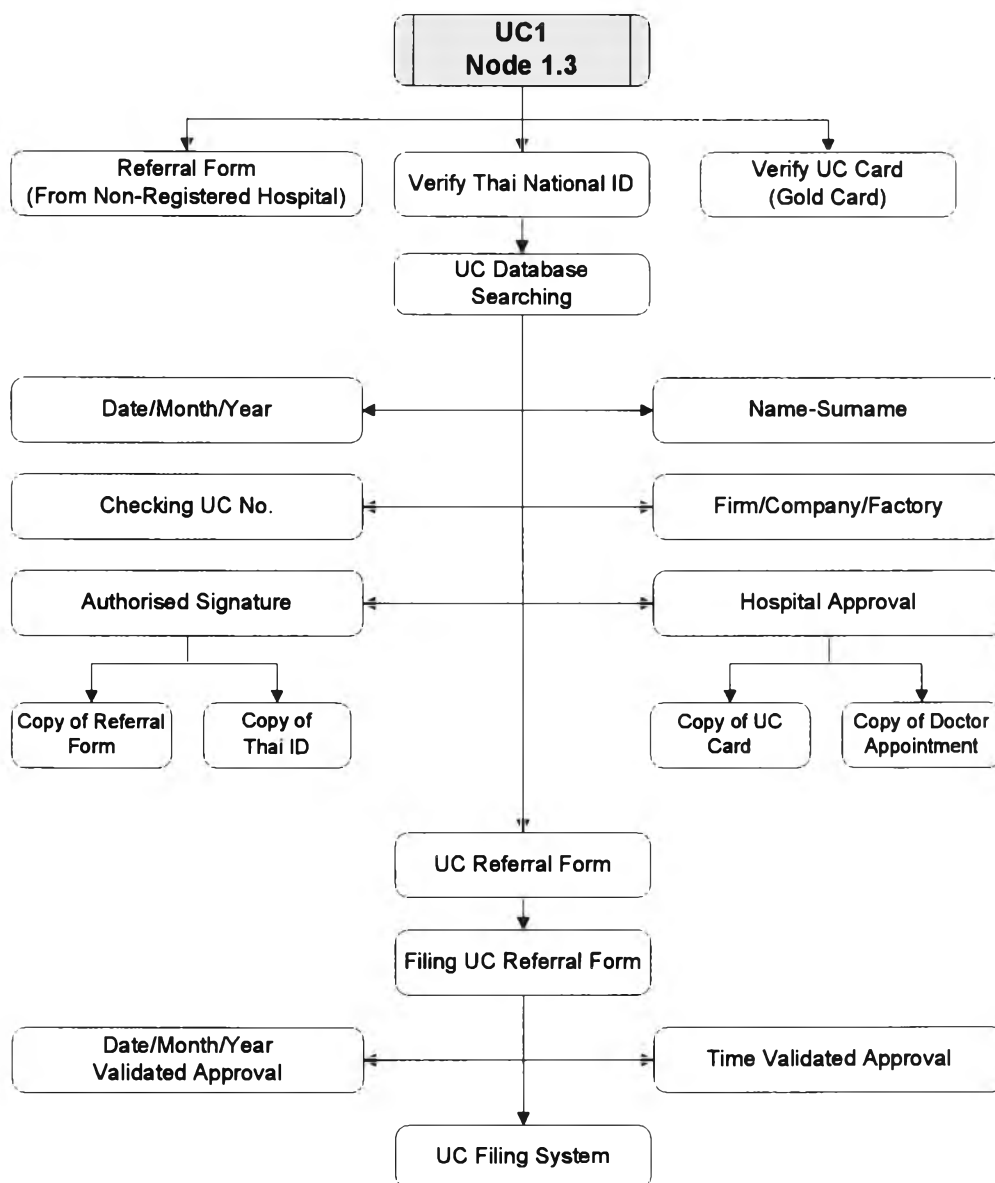 UC1
Node 1.3
Referral Form
(From Non-Registered Hospital)
Verify Thai National ID
Verify UC Card
(Gold Card)
UC Database
Searching
Date/Month/Year
Name-Surname
Checking UC No.
Firm/Company/Factory
Authorised Signature
Hospital Approval
Copy of Referral
Form
Copy of
Thai ID
Copy of UC
Card
Copy of Doctor
Appointment
UC Referral Form
Filing UC Referral Form
Date/Month/Year
Validated Approval
Time Validated Approval
UC Filing System